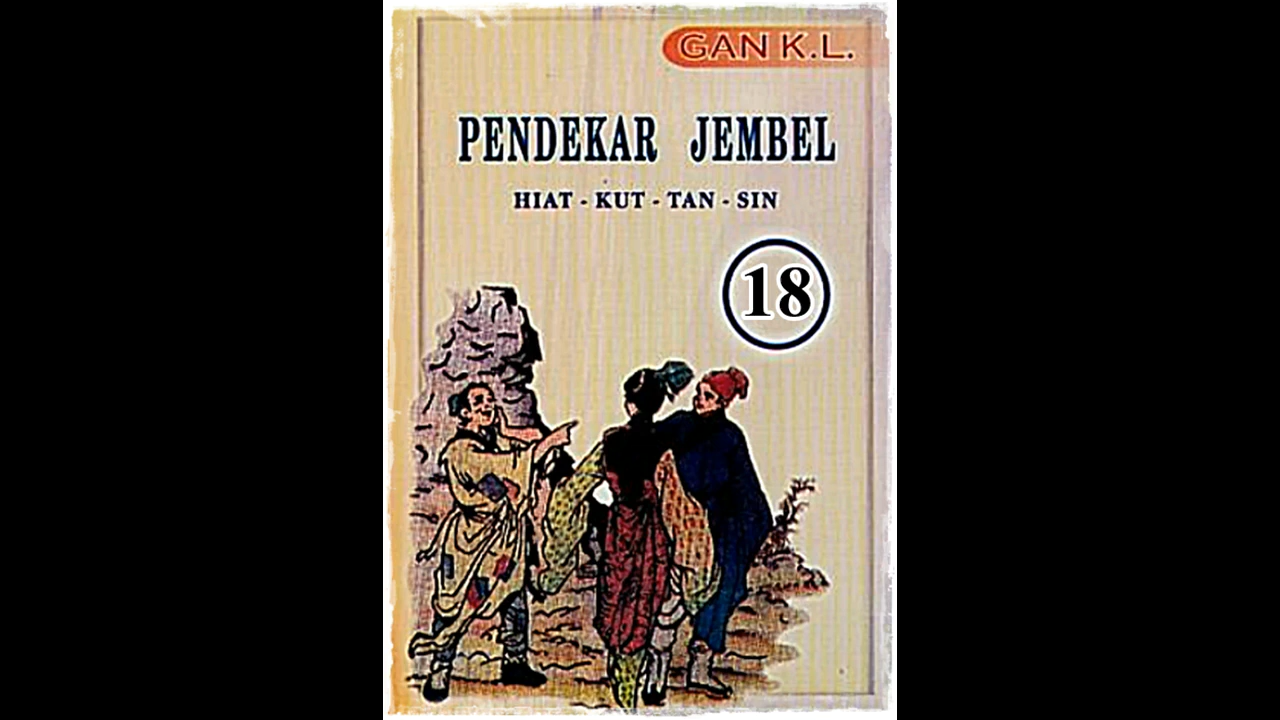 GAN K.L.
PENDEKAR JEMBEL
HIAT - KUT - TAN - SIN
18